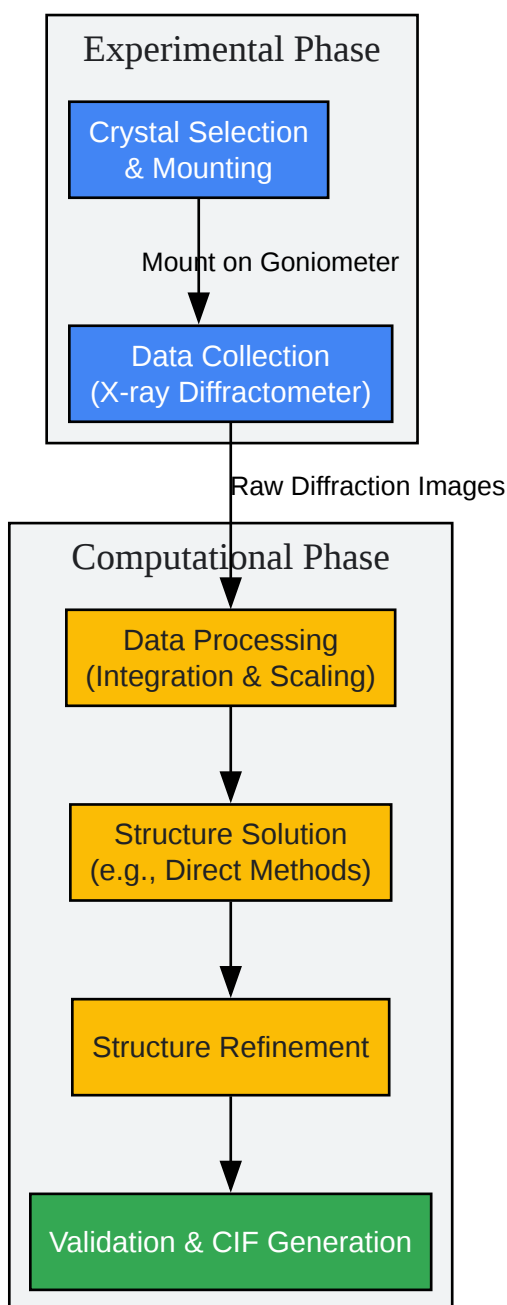 Experimental Phase
Crystal Selection
& Mounting
Mount on Goniometer
Data Collection
(X-ray Diffractometer)
Raw Diffraction Images
Computational Phase
Data Processing
(Integration & Scaling)
Structure Solution
(e.g., Direct Methods)
Structure Refinement
Validation & CIF Generation